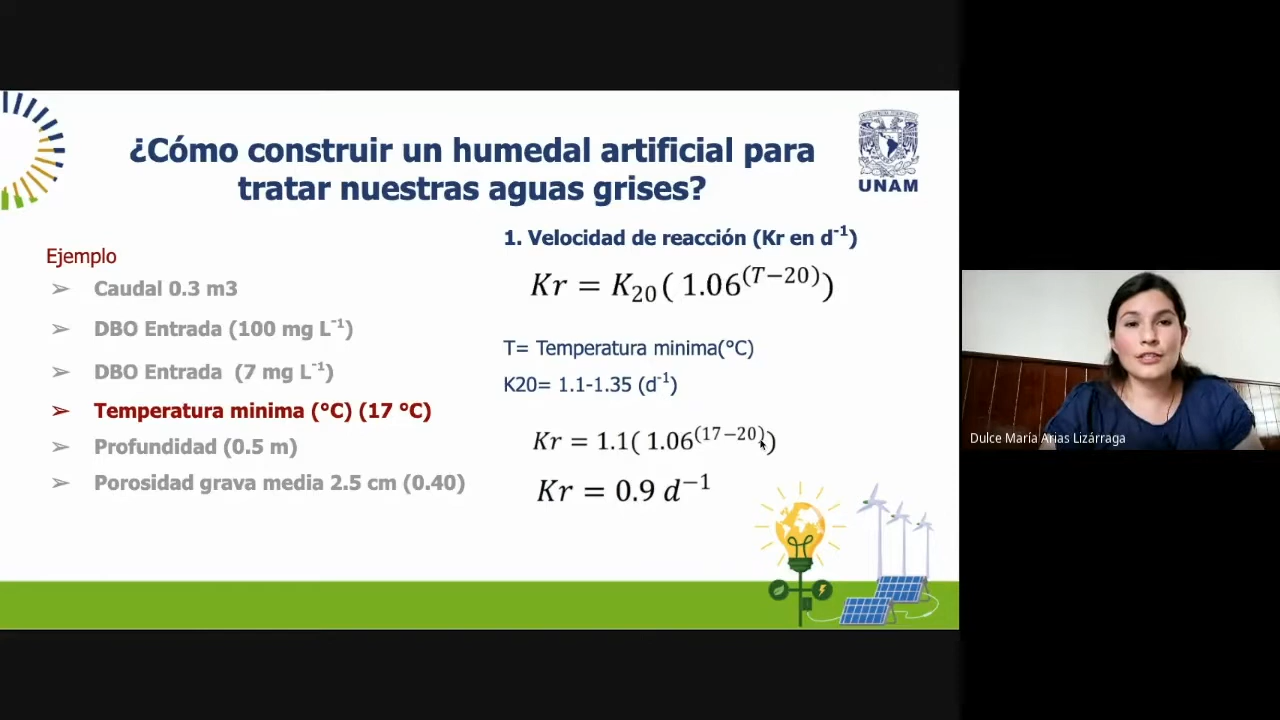 ¿Cómo construir un humedal artificial para
tratar nuestras aguas grises?
UNAM
Ejemplo
➢ Caudal 0.3 m3
➢ DBO Entrada (100 mg L⁻¹)
➢ DBO Entrada (7 mg L⁻¹)
➢ Temperatura minima (°C) (17 °C)
➢ Profundidad (0.5 m)
➢ Porosidad grava media 2.5 cm (0.40)
1. Velocidad de reacción (Kr en d⁻¹)
Kr = K₂₀( 1.06^(T−20))
T= Temperatura minima(°C)
K20= 1.1-1.35 (d⁻¹)
Kr = 1.1( 1.06^(17−20))
Kr = 0.9 d⁻¹
Dulce María Arias Lizárraga